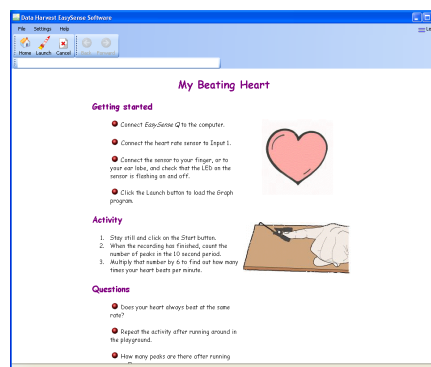 Data Harvest EasySense Software
File Settings Help
Home Launch Cancel Back Forward
My Beating Heart
Getting started
Connect EasySense Q to the computer.
Connect the heart rate sensor to Input 1.
Connect the sensor to your finger, or to
your ear lobe, and check that the LED on the
sensor is flashing on and off.
Click the Launch button to load the Graph
program.
Activity
1. Stay still and click on the Start button.
2. When the recording has finished, count the
number of peaks in the 10 second period.
3. Multiply that number by 6 to find out how many
times your heart beats per minute.
Questions
Does your heart always beat at the same
rate?
Repeat the activity after running around in
the playground.
How many peaks are there after running